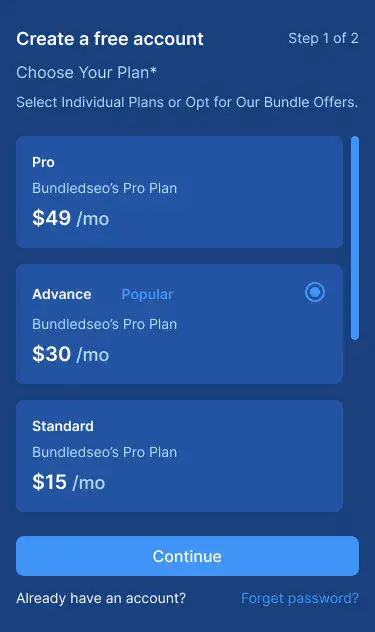 Create a free account Step 1 of 2
Choose Your Plan*
Select Individual Plans or Opt for Our Bundle Offers.
Pro
Bundledseo’s Pro Plan
$49 /mo
Advance Popular
Bundledseo’s Pro Plan
$30 /mo
Standard
Bundledseo’s Pro Plan
$15 /mo
Continue
Already have an account? Forget password?